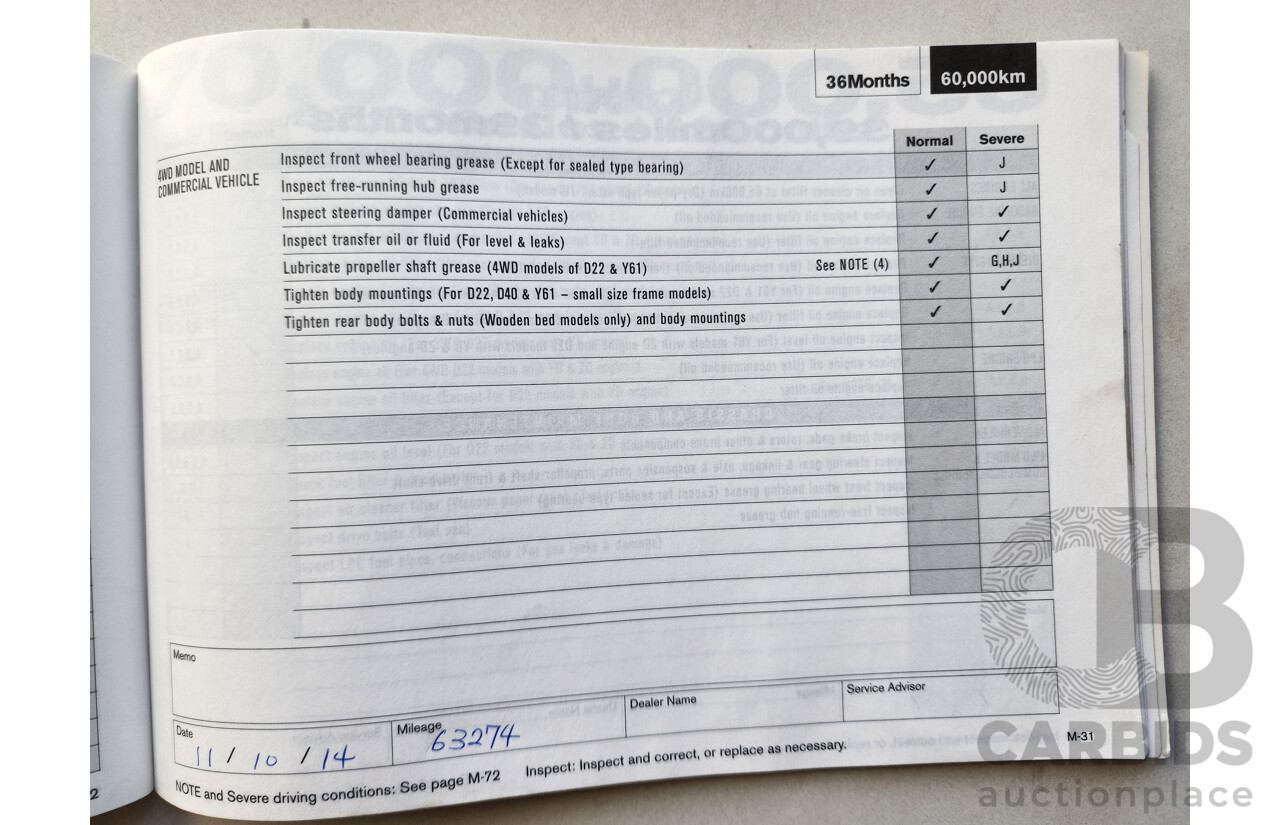 36Months 60,000km
Normal Severe
4WD MODEL AND
COMMERCIAL VEHICLE
Inspect front wheel bearing grease (Except for sealed type bearing) ✓ J
Inspect free-running hub grease ✓ J
Inspect steering damper (Commercial vehicles) ✓ ✓
Inspect transfer oil or fluid (For level & leaks) ✓ ✓
Lubricate propeller shaft grease (4WD models of D22 & Y61) See NOTE (4) ✓ G,H,J
Tighten body mountings (For D22, D40 & Y61 – small size frame models) ✓ ✓
Tighten rear body bolts & nuts (Wooden bed models only) and body mountings ✓ ✓
Memo
Date 11/10/14 Mileage 63274 Dealer Name Service Advisor
NOTE and Severe driving conditions: See page M-72 Inspect: Inspect and correct, or replace as necessary. M-31
2
CB
CARBIDS
auctionplace